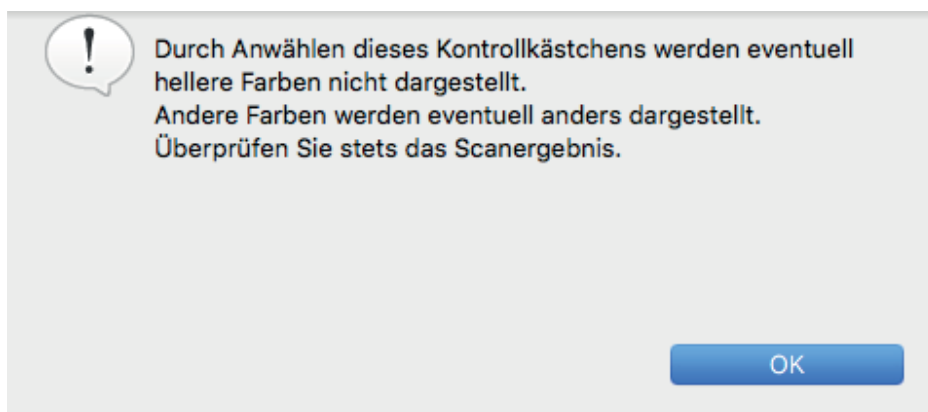 Durch Anwählen dieses Kontrollkästchens werden eventuell
hellere Farben nicht dargestellt.
Andere Farben werden eventuell anders dargestellt.
Überprüfen Sie stets das Scanergebnis.
OK